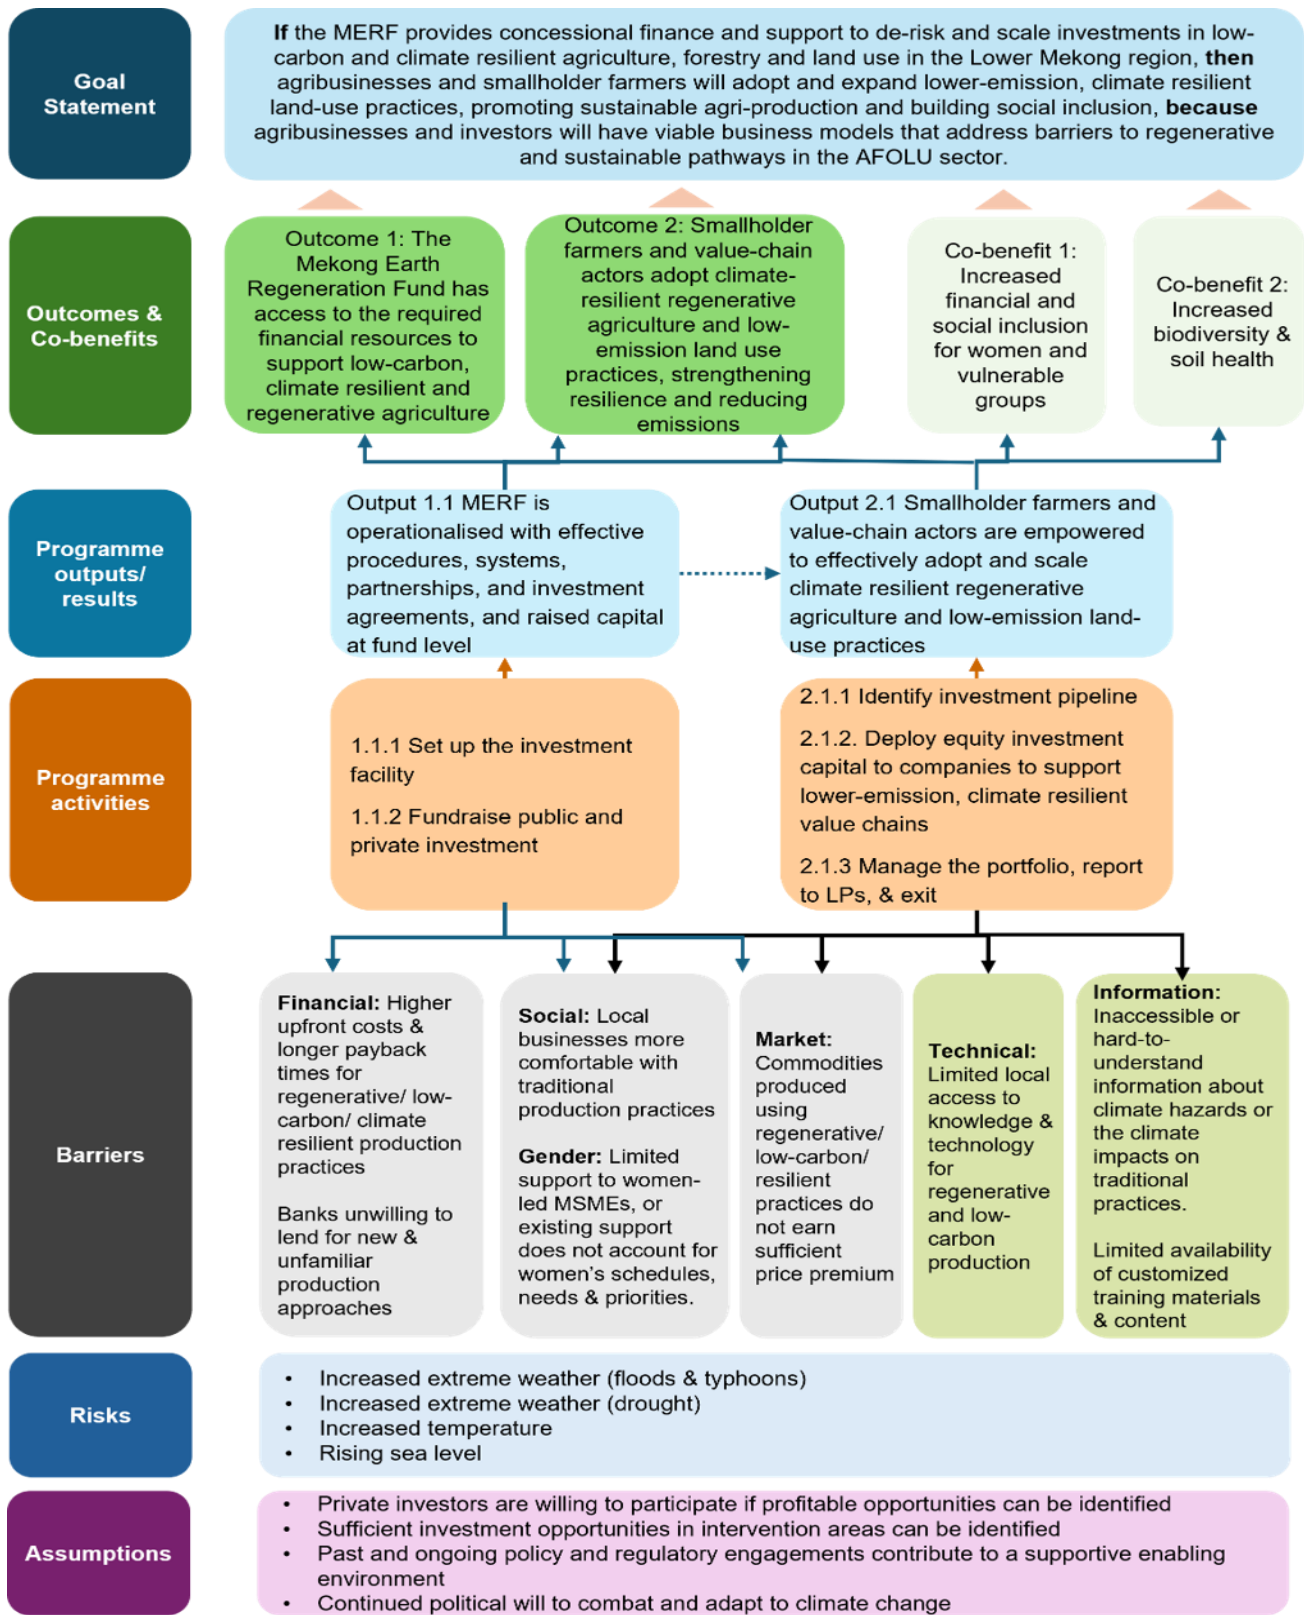 Goal
Statement
If the MERF provides concessional finance and support to de-risk and scale investments in low-
carbon and climate resilient agriculture, forestry and land use in the Lower Mekong region, then
agribusinesses and smallholder farmers will adopt and expand lower-emission, climate resilient
land-use practices, promoting sustainable agri-production and building social inclusion, because
agribusinesses and investors will have viable business models that address barriers to regenerative
and sustainable pathways in the AFOLU sector.
Outcomes &
Co-benefits
Outcome 1: The
Mekong Earth
Regeneration Fund has
access to the required
financial resources to
support low-carbon,
climate resilient and
regenerative agriculture
Outcome 2: Smallholder
farmers and value-chain
actors adopt climate-
resilient regenerative
agriculture and low-
emission land use
practices, strengthening
resilience and reducing
emissions
Co-benefit 1:
Increased
financial and
social inclusion
for women and
vulnerable
groups
Co-benefit 2:
Increased
biodiversity &
soil health
Programme
outputs/
results
Output 1.1 MERF is
operationalised with effective
procedures, systems,
partnerships, and investment
agreements, and raised capital
at fund level
Output 2.1 Smallholder farmers and
value-chain actors are empowered
to effectively adopt and scale
climate resilient regenerative
agriculture and low-emission land-
use practices
Programme
activities
1.1.1 Set up the investment
facility
1.1.2 Fundraise public and
private investment
2.1.1 Identify investment pipeline
2.1.2. Deploy equity investment
capital to companies to support
lower-emission, climate resilient
value chains
2.1.3 Manage the portfolio, report
to LPs, & exit
Barriers
Financial: Higher
upfront costs &
longer payback
times for
regenerative/ low-
carbon/ climate
resilient production
practices
Banks unwilling to
lend for new &
unfamiliar
production
approaches
Social: Local
businesses more
comfortable with
traditional
production practices
Gender: Limited
support to women-
led MSMEs, or
existing support
does not account for
women's schedules,
needs & priorities.
Market:
Commodities
produced
using
regenerative/
low-carbon/
resilient
practices do
not earn
sufficient
price premium
Technical:
Limited local
access to
knowledge &
technology
for
regenerative
and low-
carbon
production
Information:
Inaccessible or
hard-to-
understand
information about
climate hazards or
the climate
impacts on
traditional
practices.
Limited availability
of customized
training materials
& content
Risks
• Increased extreme weather (floods & typhoons)
• Increased extreme weather (drought)
• Increased temperature
• Rising sea level
Assumptions
• Private investors are willing to participate if profitable opportunities can be identified
• Sufficient investment opportunities in intervention areas can be identified
• Past and ongoing policy and regulatory engagements contribute to a supportive enabling
environment
• Continued political will to combat and adapt to climate change